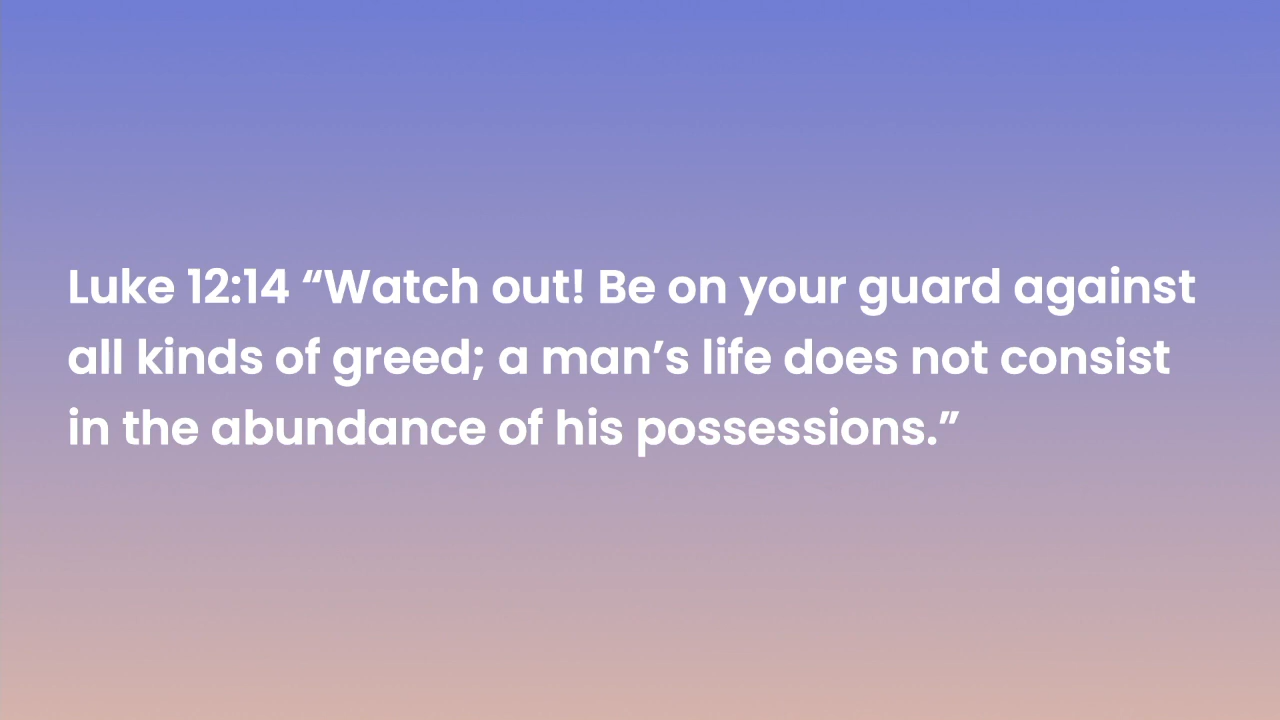 Luke 12:14 “Watch out! Be on your guard against
all kinds of greed; a man’s life does not consist
in the abundance of his possessions.”